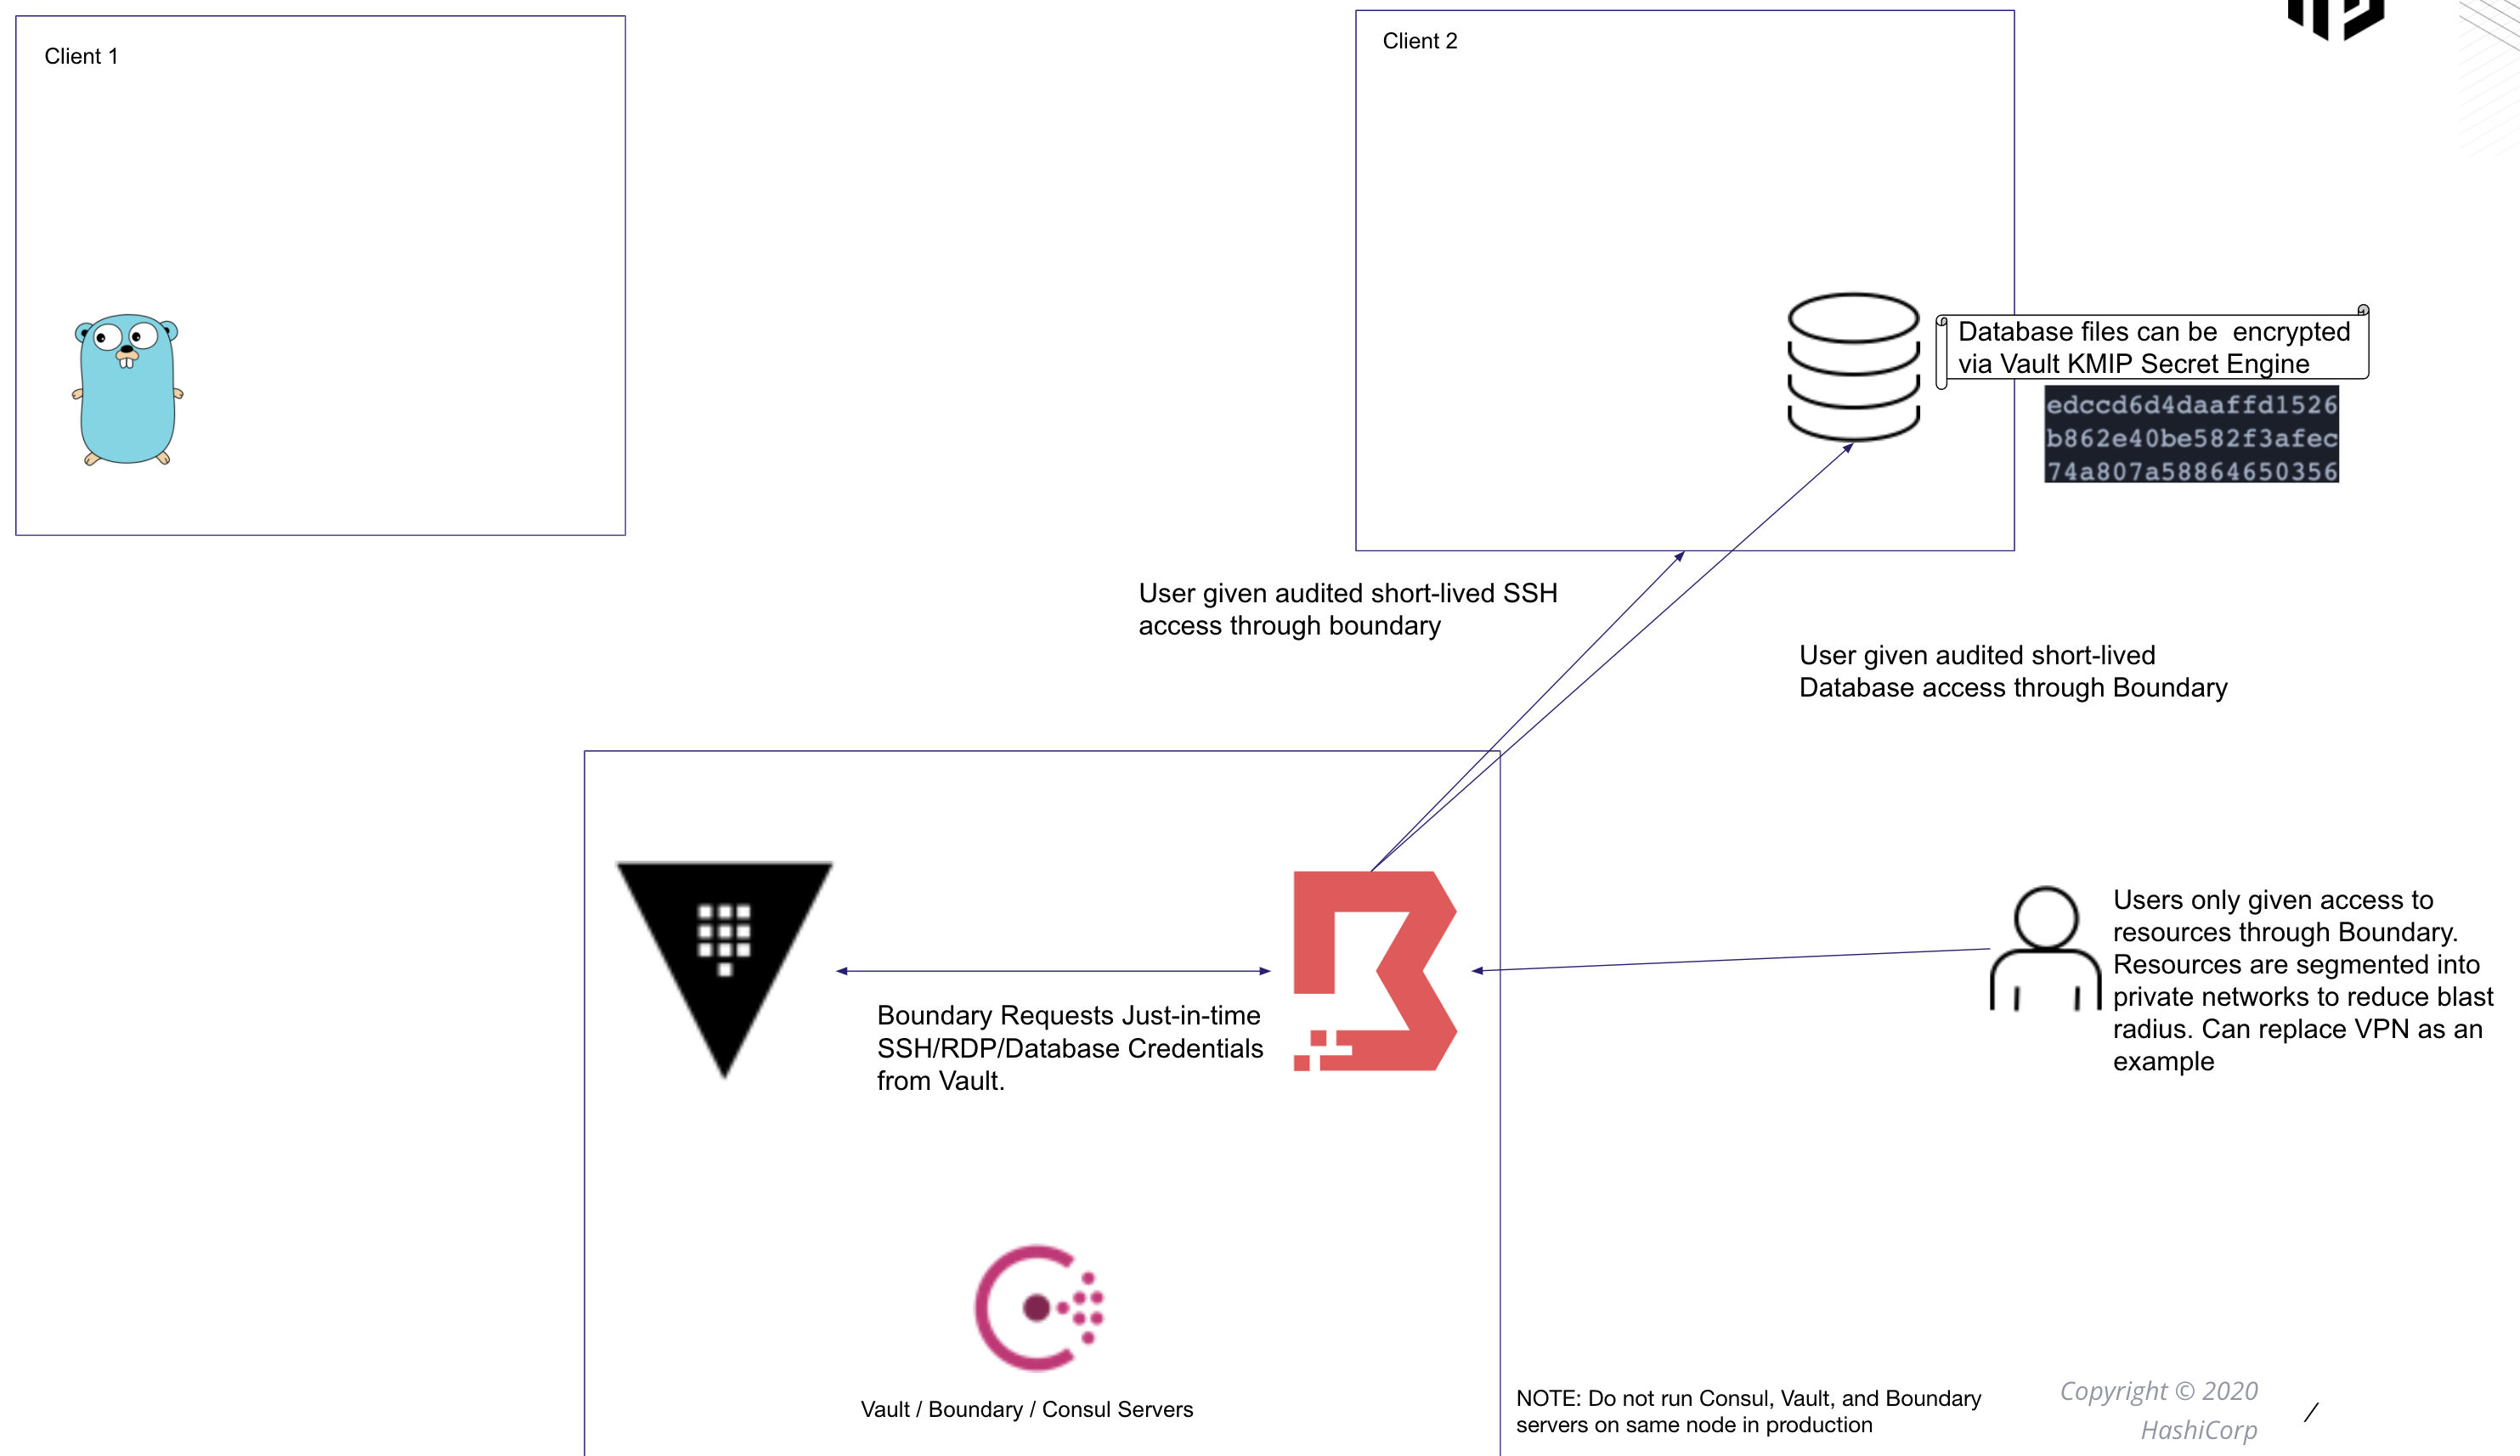 Client 1
Client 2
Database files can be  encrypted
via Vault KMIP Secret Engine
edccd6d4daaffd1526
b862e40be582f3afec
74a807a58864650356
User given audited short-lived SSH
access through boundary
User given audited short-lived
Database access through Boundary
Users only given access to
resources through Boundary.
Resources are segmented into
private networks to reduce blast
radius. Can replace VPN as an
example
Boundary Requests Just-in-time
SSH/RDP/Database Credentials
from Vault.
Vault / Boundary / Consul Servers
NOTE: Do not run Consul, Vault, and Boundary
servers on same node in production
Copyright © 2020
HashiCorp
/